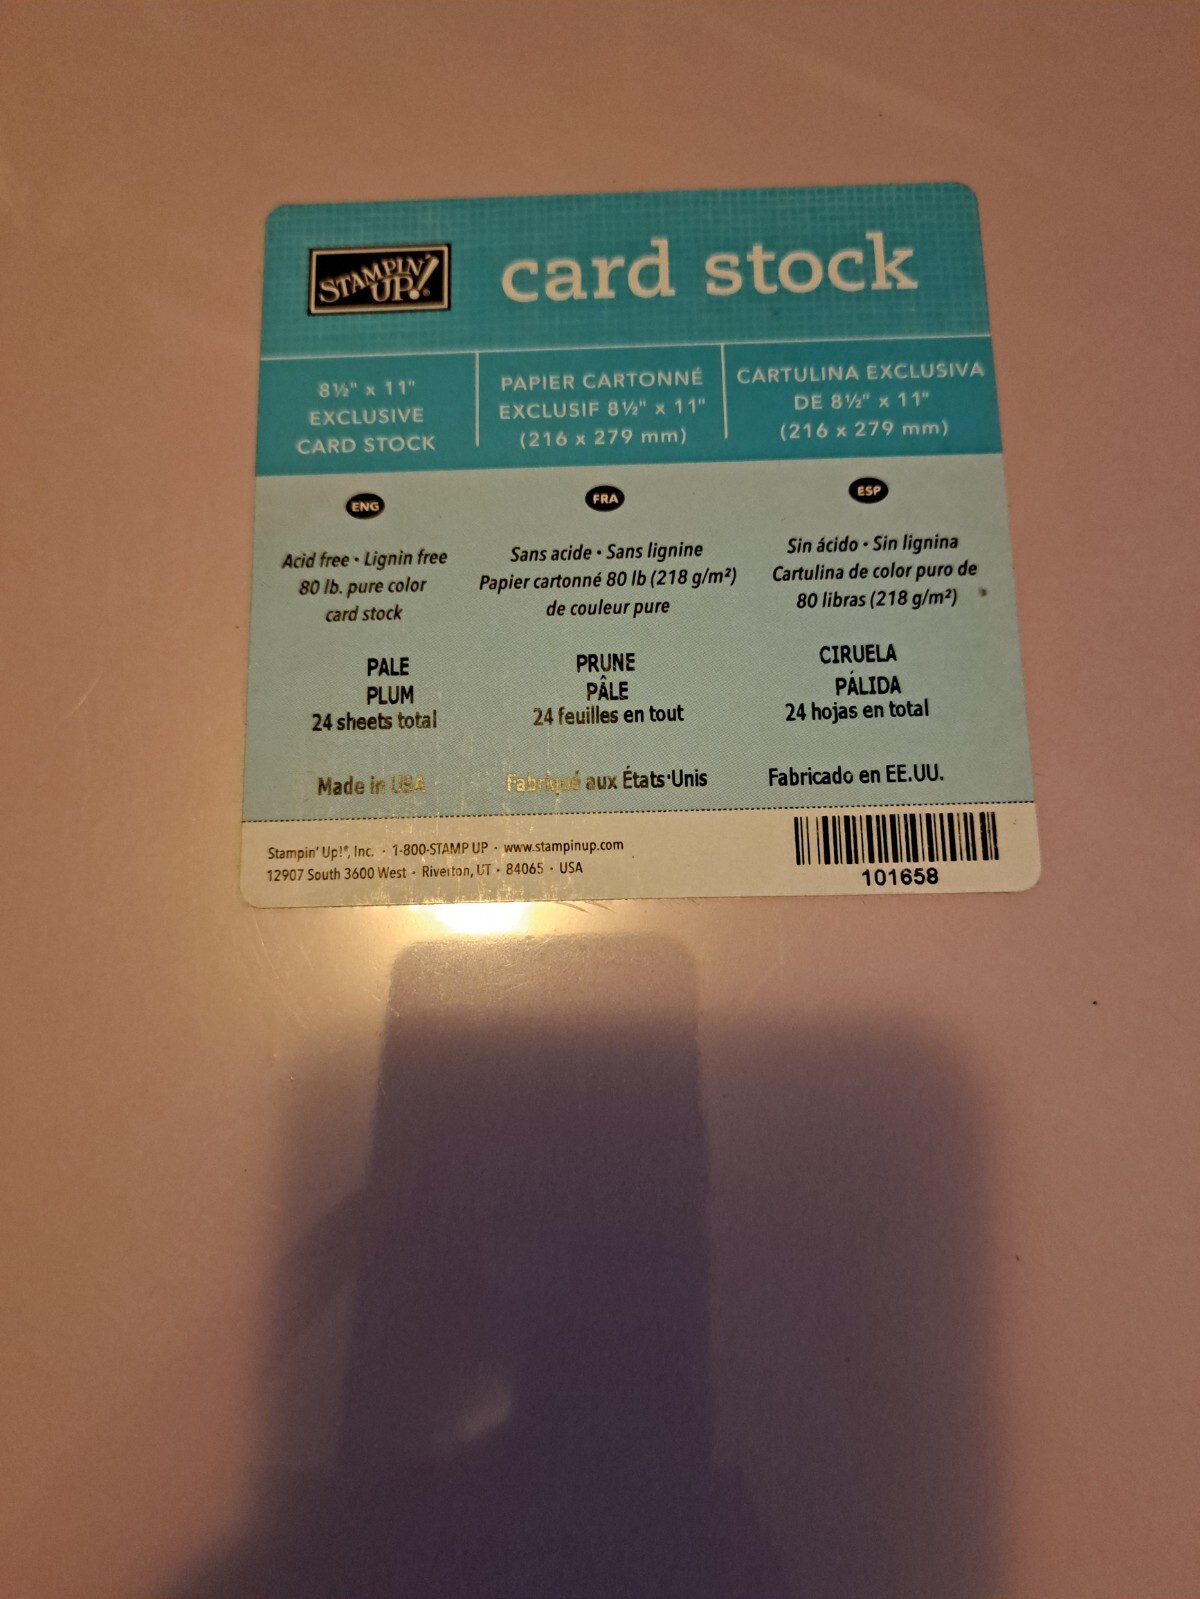 STAMPIN' UP!®
card stock
8½" x 11"
EXCLUSIVE
CARD STOCK
PAPIER CARTONNÉ
EXCLUSIF 8½" x 11"
(216 x 279 mm)
CARTULINA EXCLUSIVA
DE 8½" x 11"
(216 x 279 mm)
ENG
Acid free • Lignin free
80 lb. pure color
card stock
PALE
PLUM
24 sheets total
Made in USA
FRA
Sans acide • Sans lignine
Papier cartonné 80 lb (218 g/m²)
de couleur pure
PRUNE
PÂLE
24 feuilles en tout
Fabriqué aux États-Unis
ESP
Sin ácido • Sin lignina
Cartulina de color puro de
80 libras (218 g/m²)
CIRUELA
PÁLIDA
24 hojas en total
Fabricado en EE.UU.
Stampin' Up!®, Inc. • 1-800-STAMP UP • www.stampinup.com
12907 South 3600 West • Riverton, UT • 84065 • USA
101658